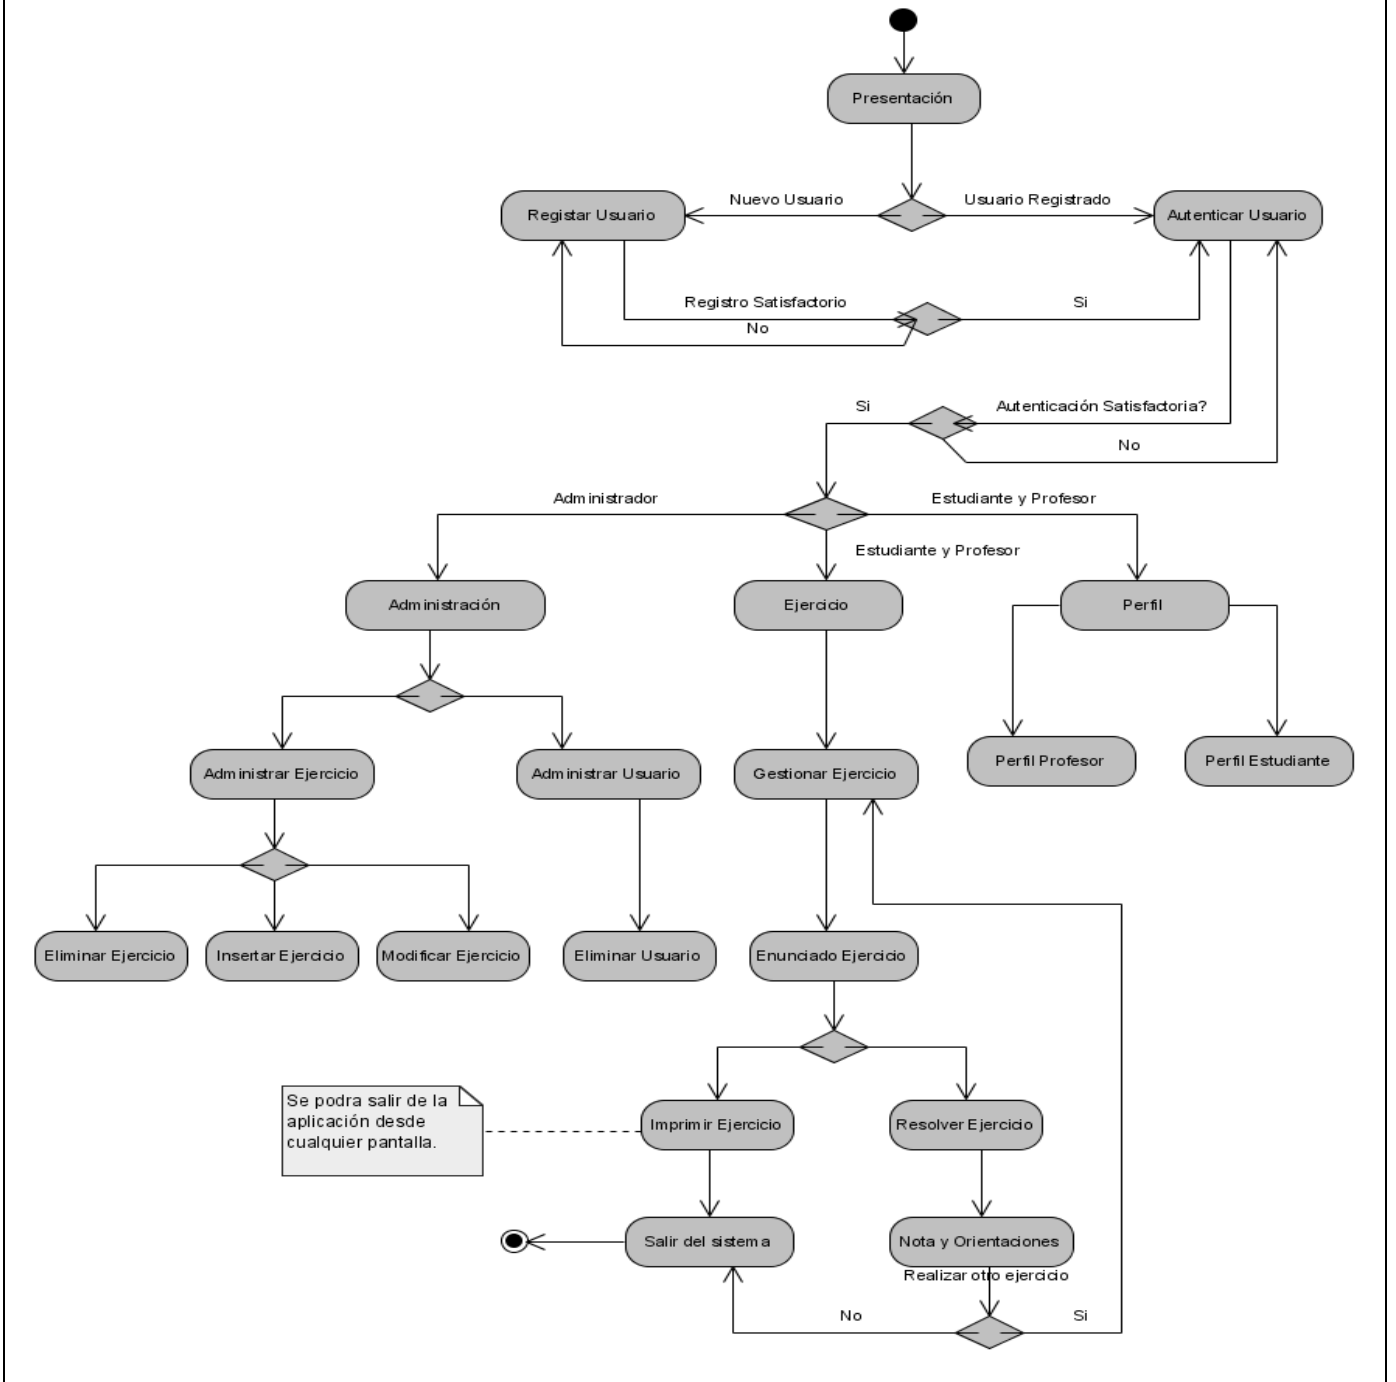 Presentación
Nuevo Usuario
Usuario Registrado
Registar Usuario
Autenticar Usuario
Registro Satisfactorio
Si
No
Si
Autenticación Satisfactoria?
No
Administrador
Estudiante y Profesor
Estudiante y Profesor
Administración
Ejercicio
Perfil
Administrar Ejercicio
Administrar Usuario
Gestionar Ejercicio
Perfil Profesor
Perfil Estudiante
Eliminar Ejercicio
Insertar Ejercicio
Modificar Ejercicio
Eliminar Usuario
Enunciado Ejercicio
Se podra salir de la
aplicación desde
cualquier pantalla.
Imprimir Ejercicio
Resolver Ejercicio
Salir del sistema
Nota y Orientaciones
Realizar otro ejercicio
No
Si